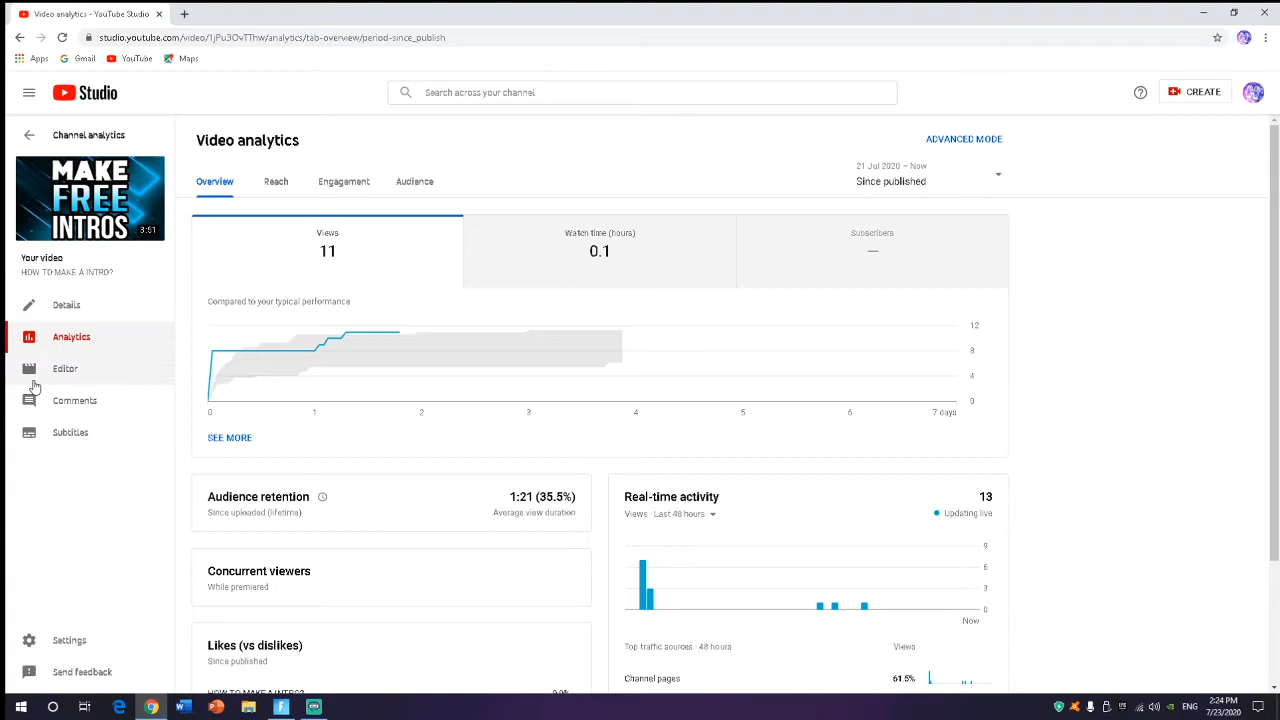 Video analytics - YouTube Studio
studio.youtube.com/video/1jPu3OvTThw/analytics/tab-overview/period-since_publish
Apps Gmail YouTube Maps
Studio
Search across your channel
CREATE
Channel analytics
MAKE
FREE
INTROS
3:51
Your video
HOW TO MAKE A INTRO?
Details
Analytics
Editor
Comments
Subtitles
Settings
Send feedback
Video analytics
ADVANCED MODE
Overview Reach Engagement Audience
21 Jul 2020 – Now
Since published
Views
11
Watch time (hours)
0.1
Subscribers
—
Compared to your typical performance
12
8
4
0
0 1 2 3 4 5 6 7 days
SEE MORE
Audience retention
Since uploaded (lifetime)
1:21 (35.5%)
Average view duration
Concurrent viewers
While premiered
Likes (vs dislikes)
Since published
HOW TO MAKE A INTRO?
Real-time activity
13
Views · Last 48 hours
Updating live
9
6
3
0
Now
Top traffic sources · 48 hours
Views
Channel pages
61.5%
ENG
2:24 PM
7/23/2020